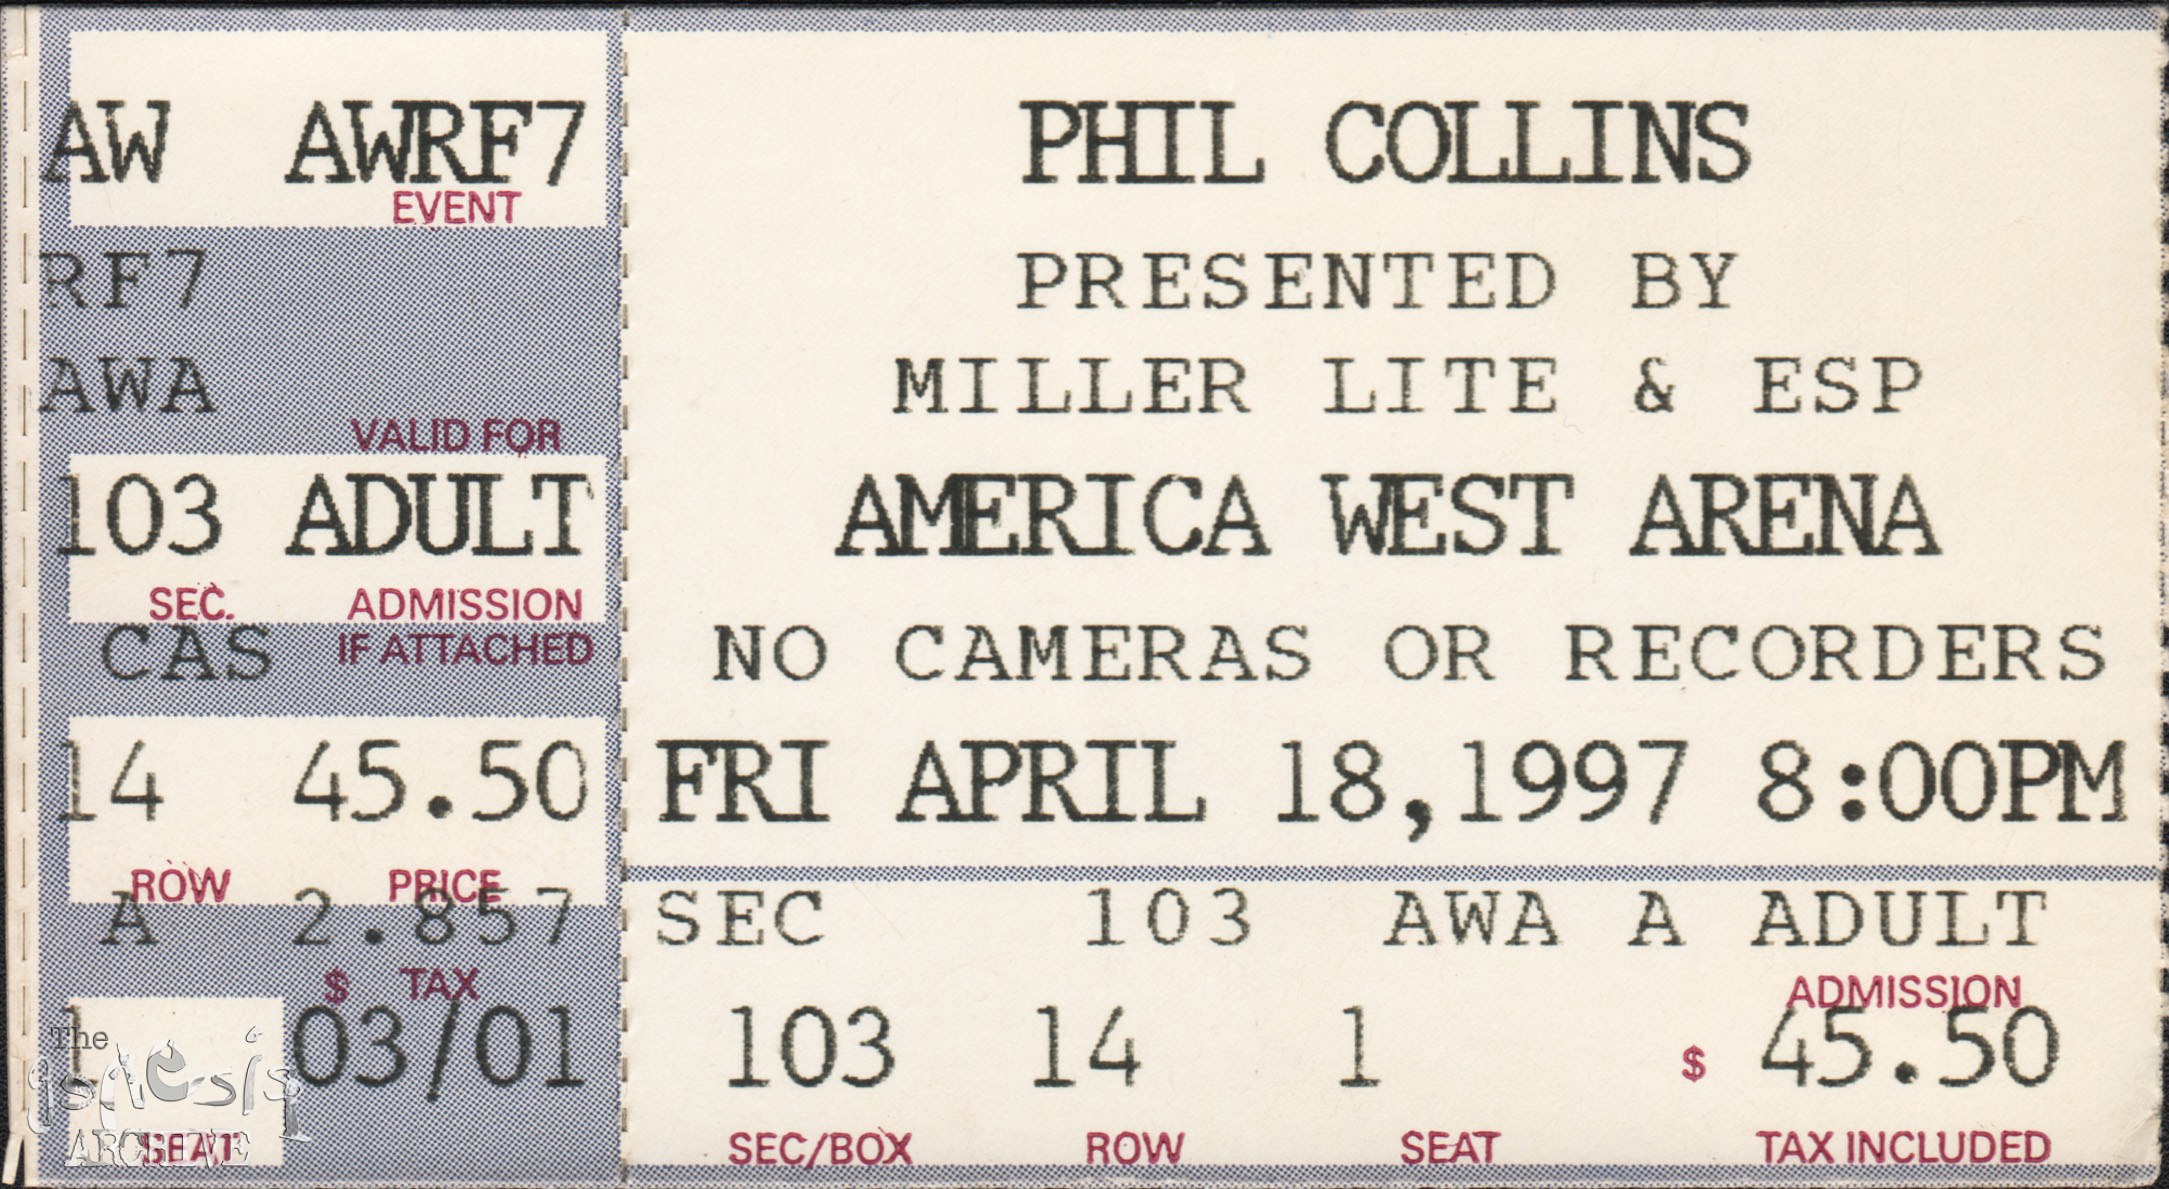 AW AWRF7
EVENT
RF7
AWA
VALID FOR
103 ADULT
SEC. ADMISSION
CAS IF ATTACHED
14 45.50
ROW PRICE
A 2.857
$ TAX
1 03/01
SEAT
The
genesis
ARCHIVE
PHIL COLLINS
PRESENTED BY
MILLER LITE & ESP
AMERICA WEST ARENA
NO CAMERAS OR RECORDERS
FRI APRIL 18,1997 8:00PM
SEC 103 AWA A ADULT
ADMISSION
103 14 1 $ 45.50
SEC/BOX ROW SEAT TAX INCLUDED